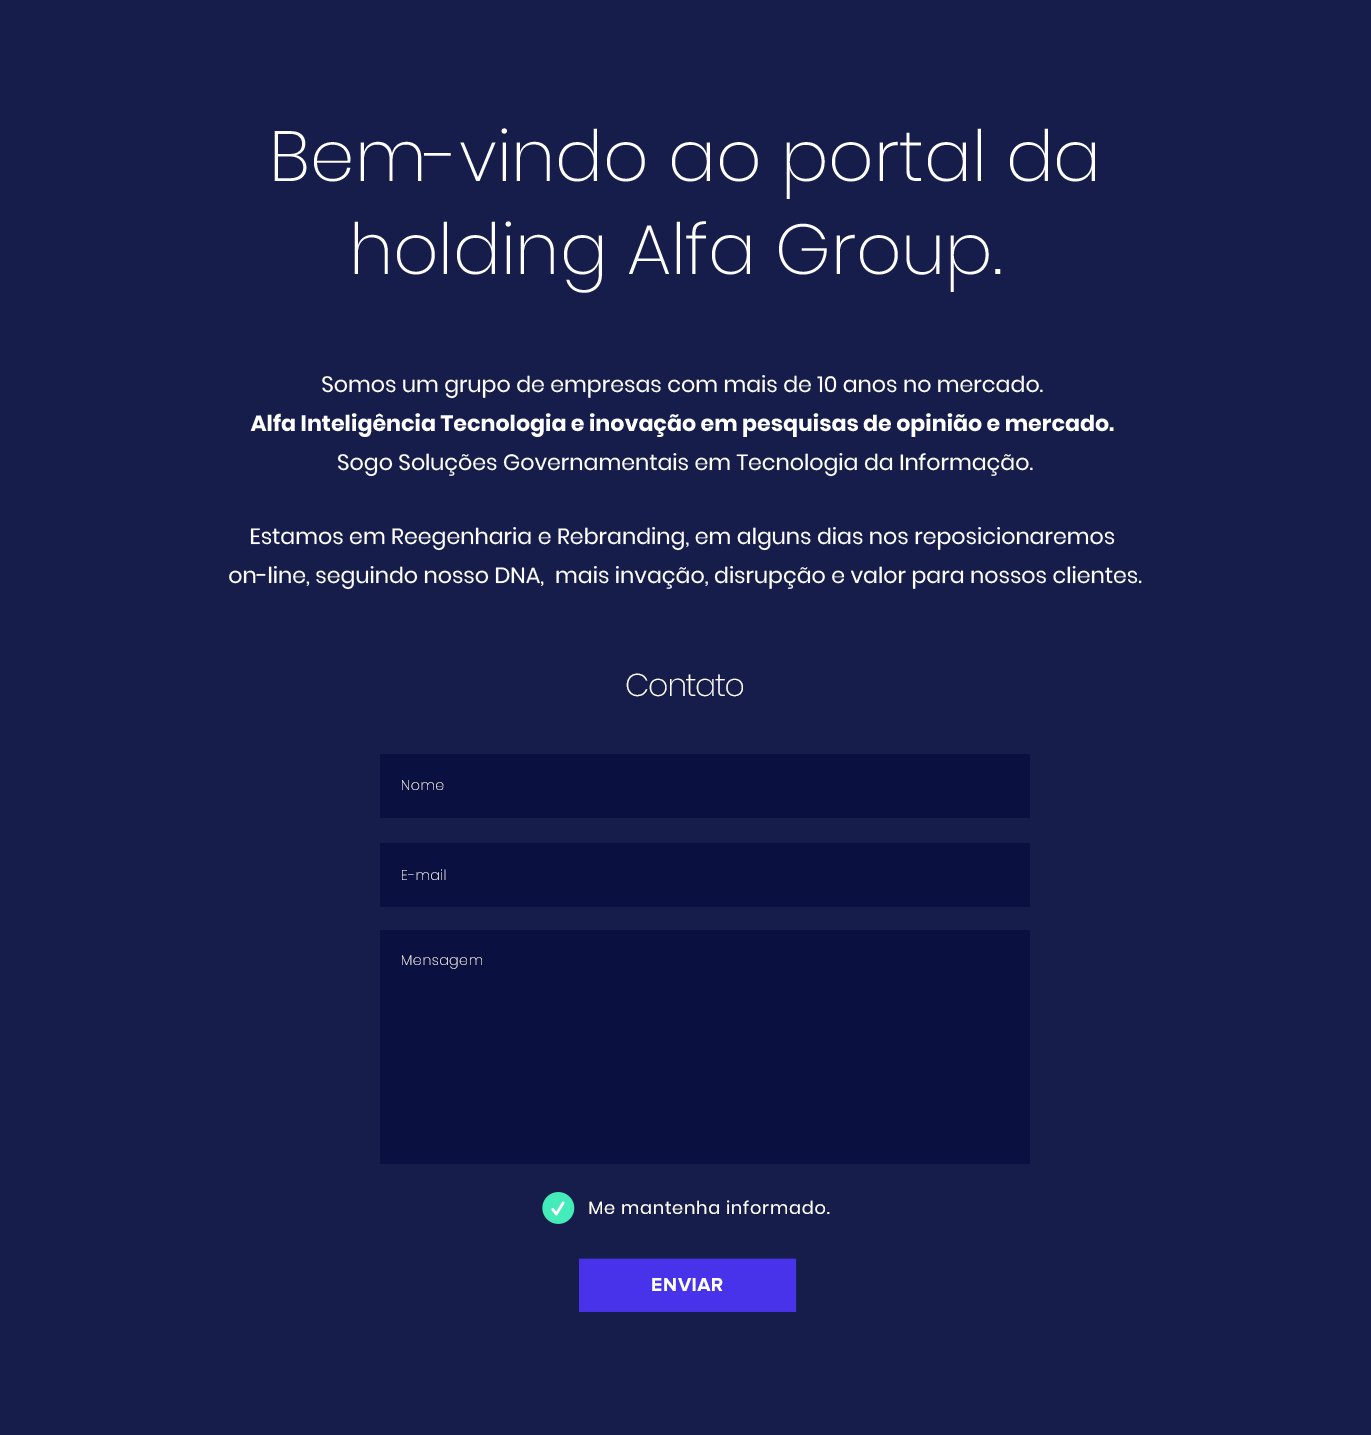 Bem-vindo ao portal da
holding Alfa Group.
Somos um grupo de empresas com mais de 10 anos no mercado.
Alfa Inteligência Tecnologia e inovação em pesquisas de opinião e mercado.
Sogo Soluções Governamentais em Tecnologia da Informação.
Estamos em Reegenharia e Rebranding, em alguns dias nos reposicionaremos
on-line, seguindo nosso DNA,  mais invação, disrupção e valor para nossos clientes.
Contato
Nome
E-mail
Mensagem
Me mantenha informado.
ENVIAR